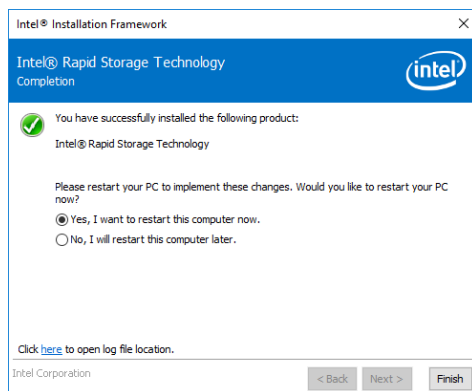 Intel® Installation Framework
Intel® Rapid Storage Technology
Completion
intel
You have successfully installed the following product:
Intel® Rapid Storage Technology
Please restart your PC to implement these changes. Would you like to restart your PC
now?
Yes, I want to restart this computer now.
No, I will restart this computer later.
Click here to open log file location.
Intel Corporation
< Back
Next >
Finish